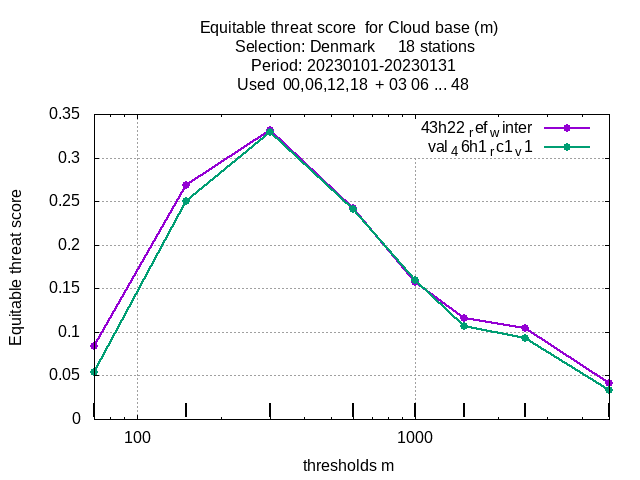 Equitable threat score  for Cloud base (m)
Selection: Denmark     18 stations
Period: 20230101-20230131
Used  00,06,12,18  + 03 06 ... 48
43h22 ref winter
val 46h1 rc1 v1
0.35
0.3
0.25
0.2
0.15
0.1
0.05
0
Equitable threat score
100
1000
thresholds m